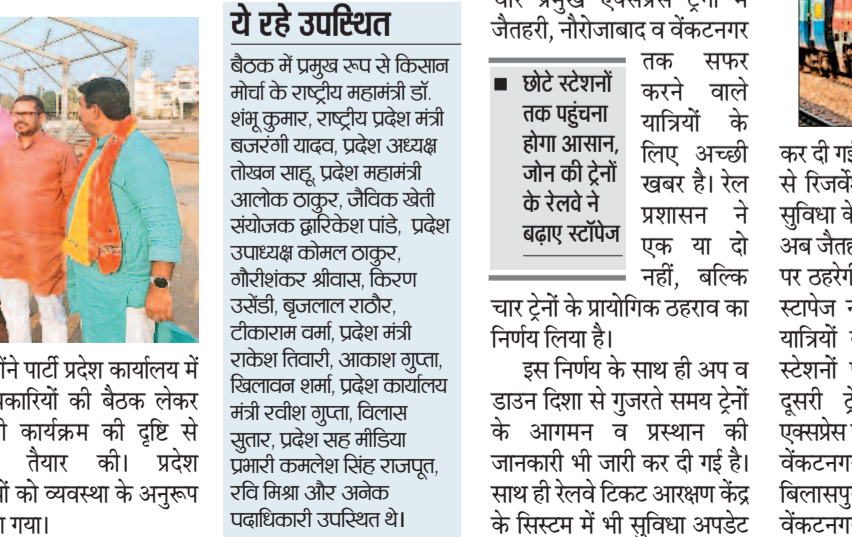 ोंने पार्टी प्रदेश कार्यालय में
कारियों की बैठक लेकर
ी कार्यक्रम की दृष्टि से
तैयार की। प्रदेश
ों को व्यवस्था के अनुरूप
गया।
ये रहे उपस्थित
बैठक में प्रमुख रूप से किसान
मोर्चा के राष्ट्रीय महामंत्री डॉ.
शंभू कुमार, राष्ट्रीय प्रदेश मंत्री
बजरंगी यादव, प्रदेश अध्यक्ष
तोखन साहू, प्रदेश महामंत्री
आलोक ठाकुर, जैविक खेती
संयोजक द्वारिकेश पांडे, प्रदेश
उपाध्यक्ष कोमल ठाकुर,
गौरीशंकर श्रीवास, किरण
उसेंडी, बृजलाल राठौर,
टीकाराम वर्मा, प्रदेश मंत्री
राकेश तिवारी, आकाश गुप्ता,
खिलावन शर्मा, प्रदेश कार्यालय
मंत्री रवीश गुप्ता, विलास
सुतार, प्रदेश सह मीडिया
प्रभारी कमलेश सिंह राजपूत,
रवि मिश्रा और अनेक
पदाधिकारी उपस्थित थे।
चार प्रमुख एक्सप्रेस ट्रेनों में
जैतहरी, नौरोजाबाद व वेंकटनगर
तक सफर
करने वाले
यात्रियों के
लिए अच्छी
खबर है। रेल
प्रशासन ने
एक या दो
नहीं, बल्कि
■ छोटे स्टेशनों
तक पहुंचना
होगा आसान,
जोन की ट्रेनों
के रेलवे ने
बढ़ाए स्टॉपेज
चार ट्रेनों के प्रायोगिक ठहराव का
निर्णय लिया है।
इस निर्णय के साथ ही अप व
डाउन दिशा से गुजरते समय ट्रेनों
के आगमन व प्रस्थान की
जानकारी भी जारी कर दी गई है।
साथ ही रेलवे टिकट आरक्षण केंद्र
के सिस्टम में भी सुविधा अपडेट
कर दी गई
से रिजर्वे
सुविधा के
अब जैतह
पर ठहरेगी
स्टापेज न
यात्रियों
स्टेशनों
दूसरी ट्रे
एक्सप्रेस
वेंकटनग
बिलासपु
वेंकटनग